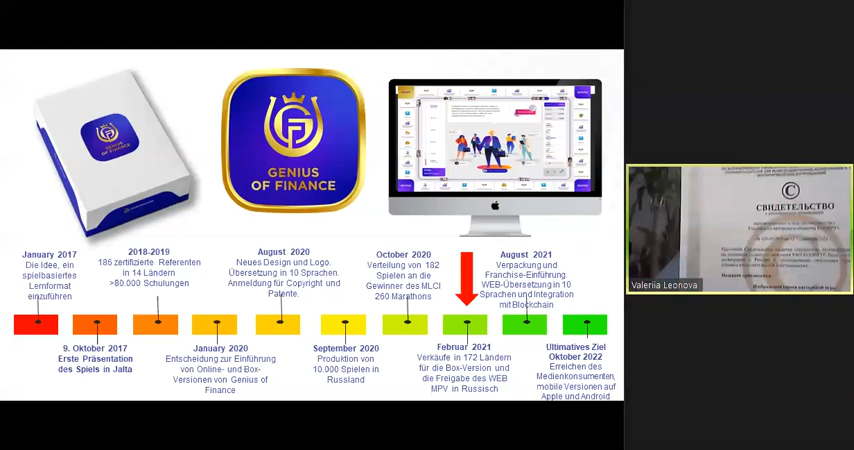 GENIUS
OF FINANCE
GENIUS
OF FINANCE
January 2017
Die Idee, ein
spielbasiertes
Lernformat
einzuführen
2018-2019
186 zertifizierte Referenten
in 14 Ländern
>80.000 Schulungen
August 2020
Neues Design und Logo.
Übersetzung in 10 Sprachen.
Anmeldung für Copyright und
Patente.
October 2020
Verteilung von 182
Spielen an die
Gewinner des MLCI
260 Marathons
August 2021
Verpackung und
Franchise-Einführung.
WEB-Übersetzung in 10
Sprachen und Integration
mit Blockchain
9. Oktober 2017
Erste Präsentation
des Spiels in Jalta
January 2020
Entscheidung zur Einführung
von Online- und Box-
Versionen von Genius of
Finance
September 2020
Produktion von
10.000 Spielen in
Russland
Februar 2021
Verkäufe in 172 Ländern
für die Box-Version und
die Freigabe des WEB
MPV in Russisch
Ultimatives Ziel
Oktober 2022
Erreichen des
Medienkonsumenten,
mobile Versionen auf
Apple und Android
©
СВИДЕТЕЛЬСТВО
Valeriia Leonova